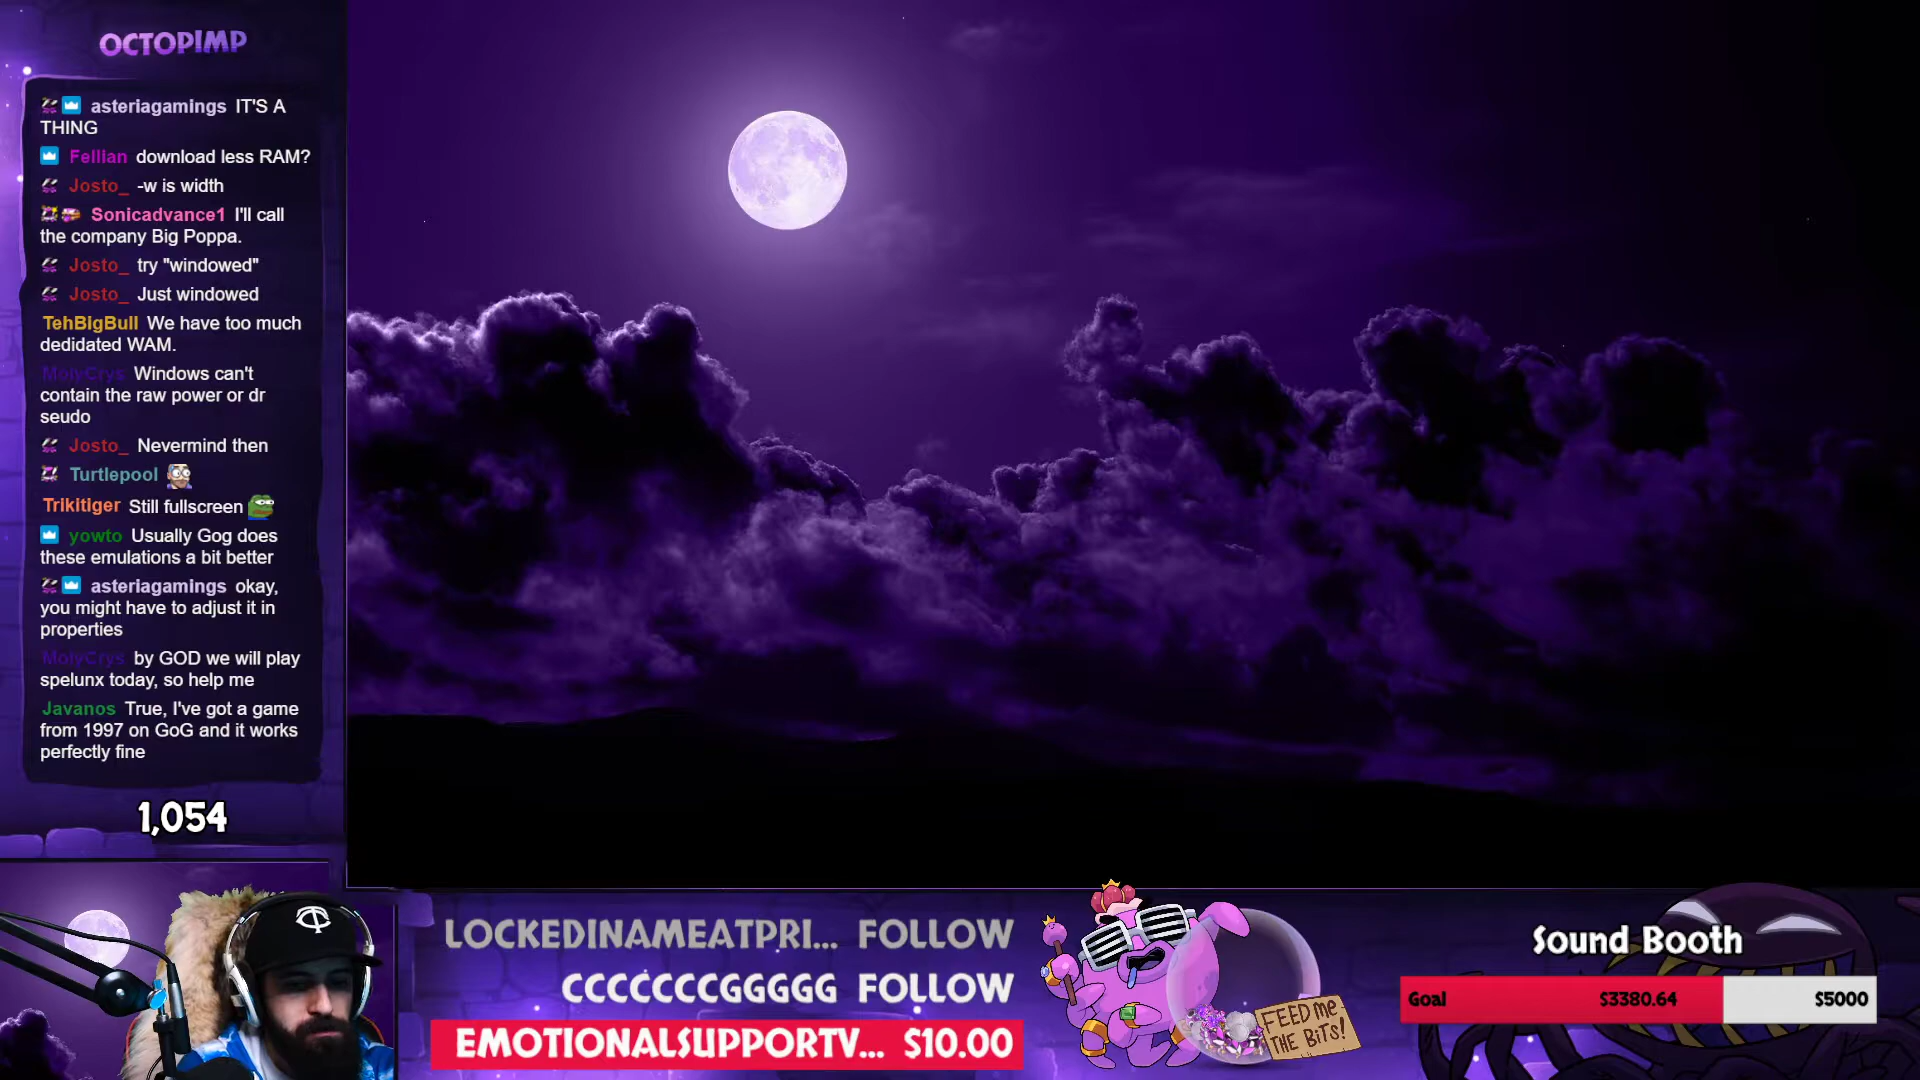 OCTOPIMP
asteriagamings IT'S A
THING
Fellian download less RAM?
Josto_ -w is width
Sonicadvance1 I'll call
the company Big Poppa.
Josto_ try "windowed"
Josto_ Just windowed
TehBigBull We have too much
dedidated WAM.
MolyCrys Windows can't
contain the raw power or dr
seudo
Josto_ Nevermind then
Turtlepool
Trikitiger Still fullscreen
yowto Usually Gog does
these emulations a bit better
asteriagamings okay,
you might have to adjust it in
properties
MolyCrys by GOD we will play
spelunx today, so help me
Javanos True, I've got a game
from 1997 on GoG and it works
perfectly fine
1,054
TC
LOCKEDINAMEATPRI... FOLLOW
CCCCCCCGGGGG FOLLOW
EMOTIONALSUPPORTV... $10.00
FEED ME
THE BITS!
Sound Booth
Goal $3380.64 $5000